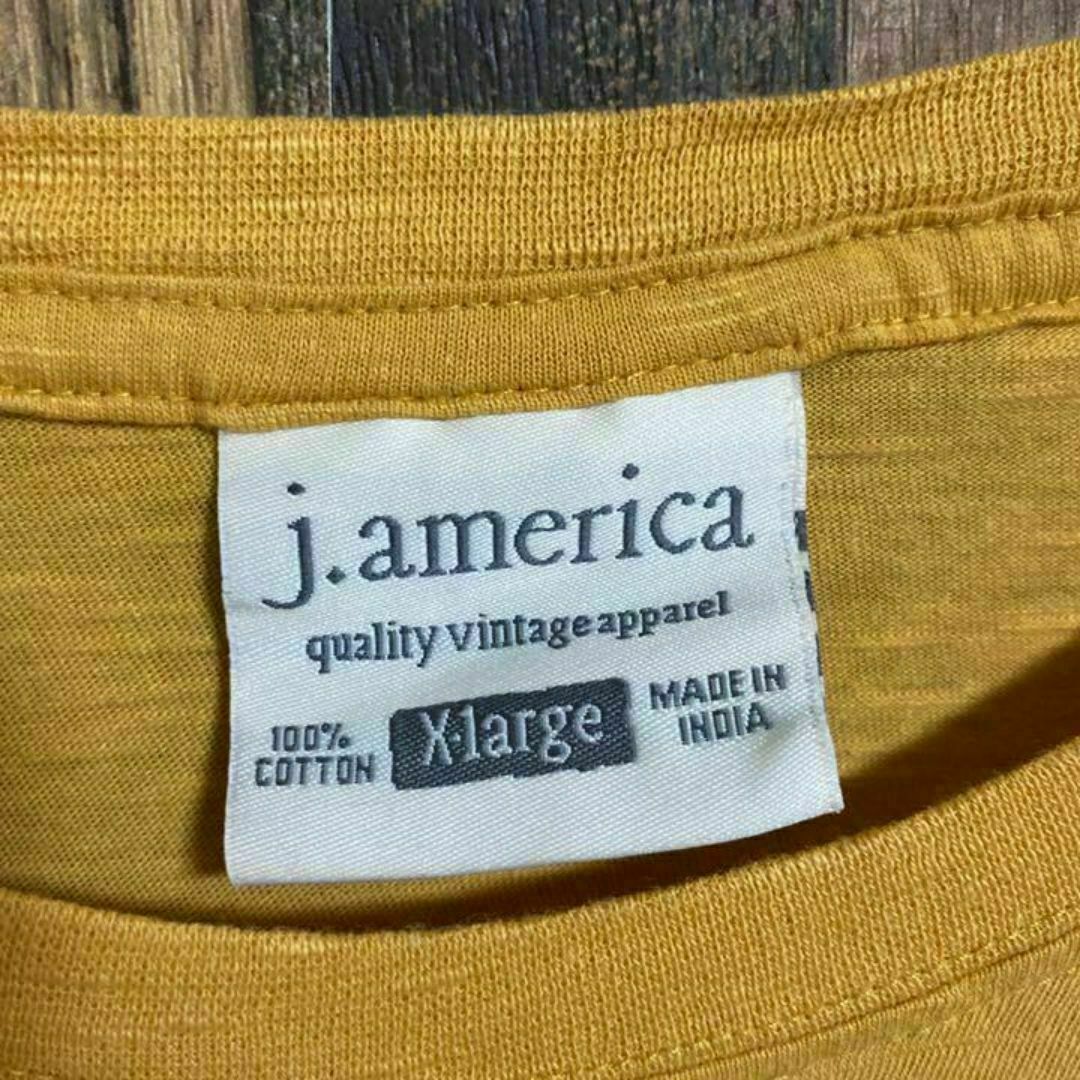 j.america
quality vintage apparel
100%
COTTON
X-large
MADE IN
INDIA